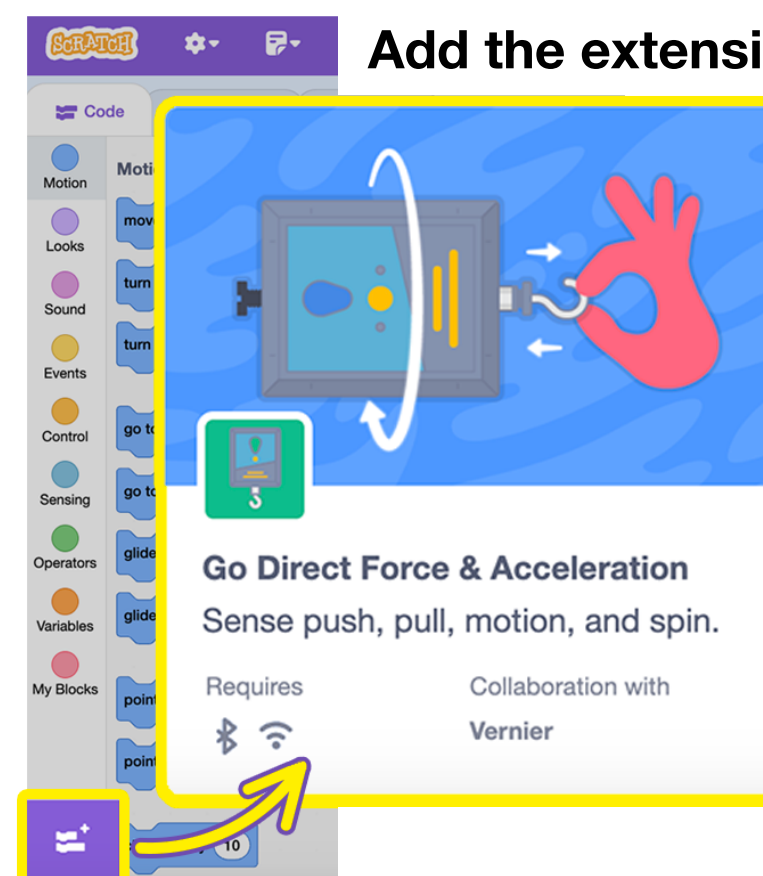 SCRATCH
Add the extensi
Code
Motion
Looks
Sound
Events
Control
Sensing
Operators
Variables
My Blocks
Moti
mov
turn
turn
go to
go to
glide
glide
point
point
10
Go Direct Force & Acceleration
Sense push, pull, motion, and spin.
Requires
Collaboration with
Vernier